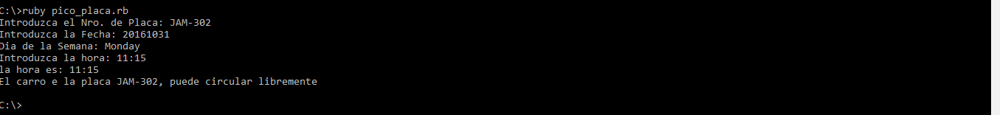 C:\>ruby pico_placa.rb
Introduzca el Nro. de Placa: JAM-302
Introduzca la Fecha: 20161031
Dia de la Semana: Monday
Introduzca la hora: 11:15
la hora es: 11:15
El carro e la placa JAM-302, puede circular libremente
C:\>